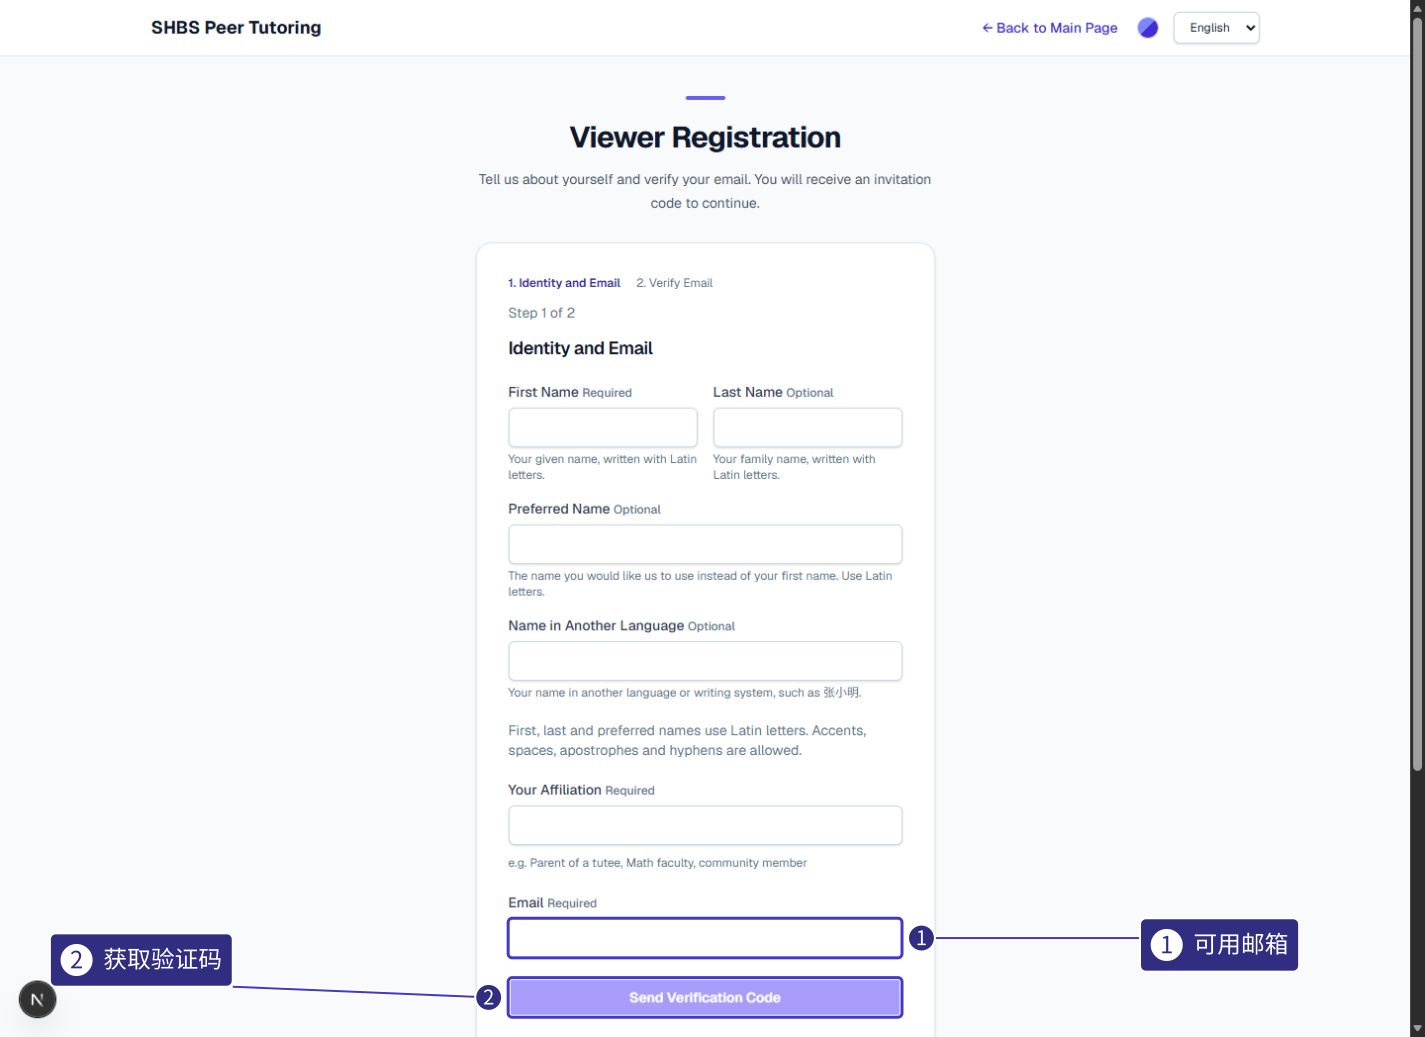 SHBS Peer Tutoring
← Back to Main Page
English
Viewer Registration
Tell us about yourself and verify your email. You will receive an invitation
code to continue.
1. Identity and Email 2. Verify Email
Step 1 of 2
Identity and Email
First Name Required
Your given name, written with Latin
letters.
Last Name Optional
Your family name, written with
Latin letters.
Preferred Name Optional
The name you would like us to use instead of your first name. Use Latin
letters.
Name in Another Language Optional
Your name in another language or writing system, such as 张小明.
First, last and preferred names use Latin letters. Accents,
spaces, apostrophes and hyphens are allowed.
Your Affiliation Required
e.g. Parent of a tutee, Math faculty, community member
Email Required
1
1 可用邮箱
2 获取验证码
2
Send Verification Code
N